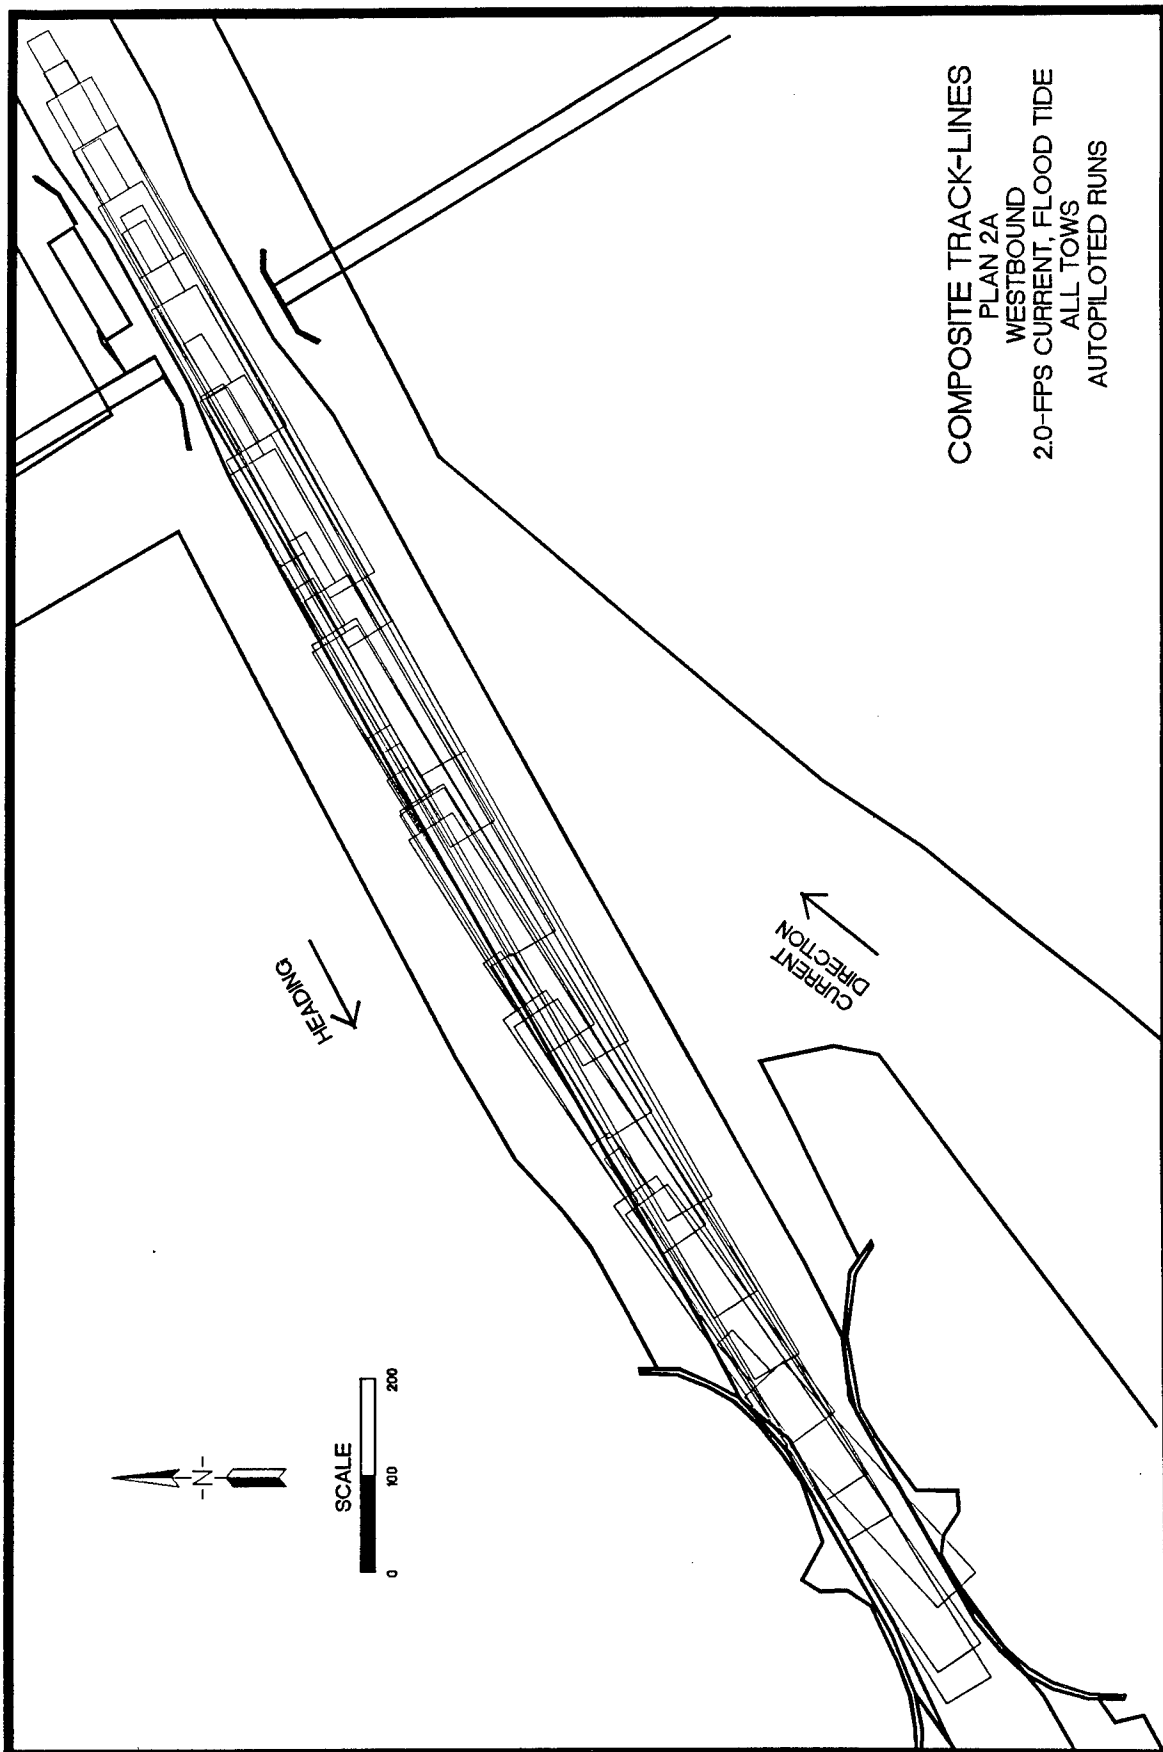 COMPOSITE TRACK-LINES
PLAN 2A
WESTBOUND
2.0-FPS CURRENT, FLOOD TIDE
ALL TOWS
AUTOPILOTED RUNS
HEADING
CURRENT
DIRECTION
-N-
SCALE
0 100 200